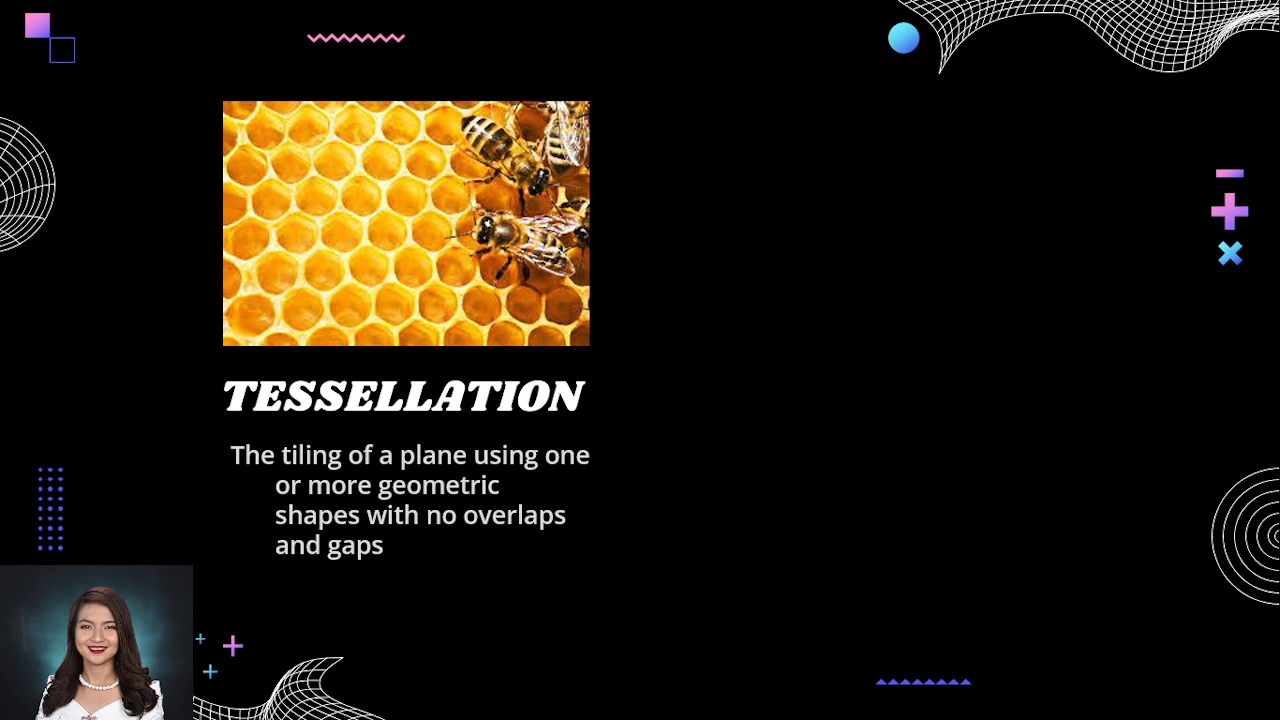 TESSELLATION
The tiling of a plane using one
or more geometric
shapes with no overlaps
and gaps